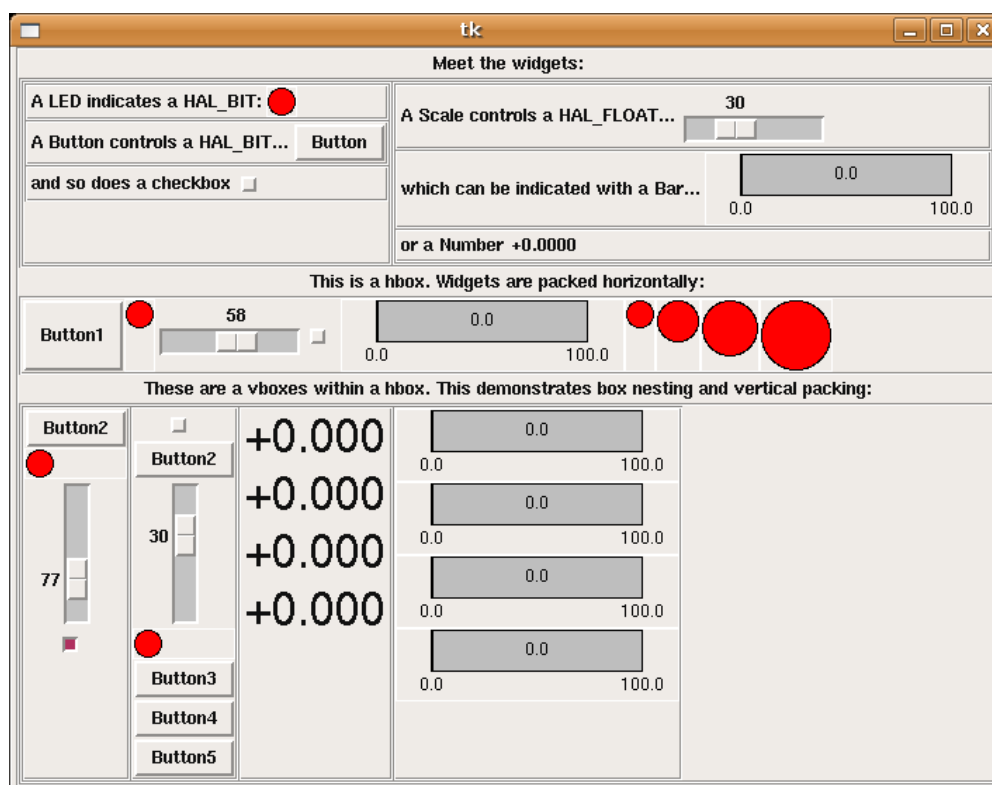 tk
Meet the widgets:
A LED indicates a HAL_BIT:
A Button controls a HAL_BIT... Button
and so does a checkbox
A Scale controls a HAL_FLOAT... 30
which can be indicated with a Bar... 0.0
0.0 100.0
or a Number +0.0000
This is a hbox. Widgets are packed horizontally:
Button1 58 0.0
0.0 100.0
These are a vboxes within a hbox. This demonstrates box nesting and vertical packing:
Button2
77
Button2
30
Button3
Button4
Button5
+0.000
+0.000
+0.000
+0.000
0.0
0.0 100.0
0.0
0.0 100.0
0.0
0.0 100.0
0.0
0.0 100.0